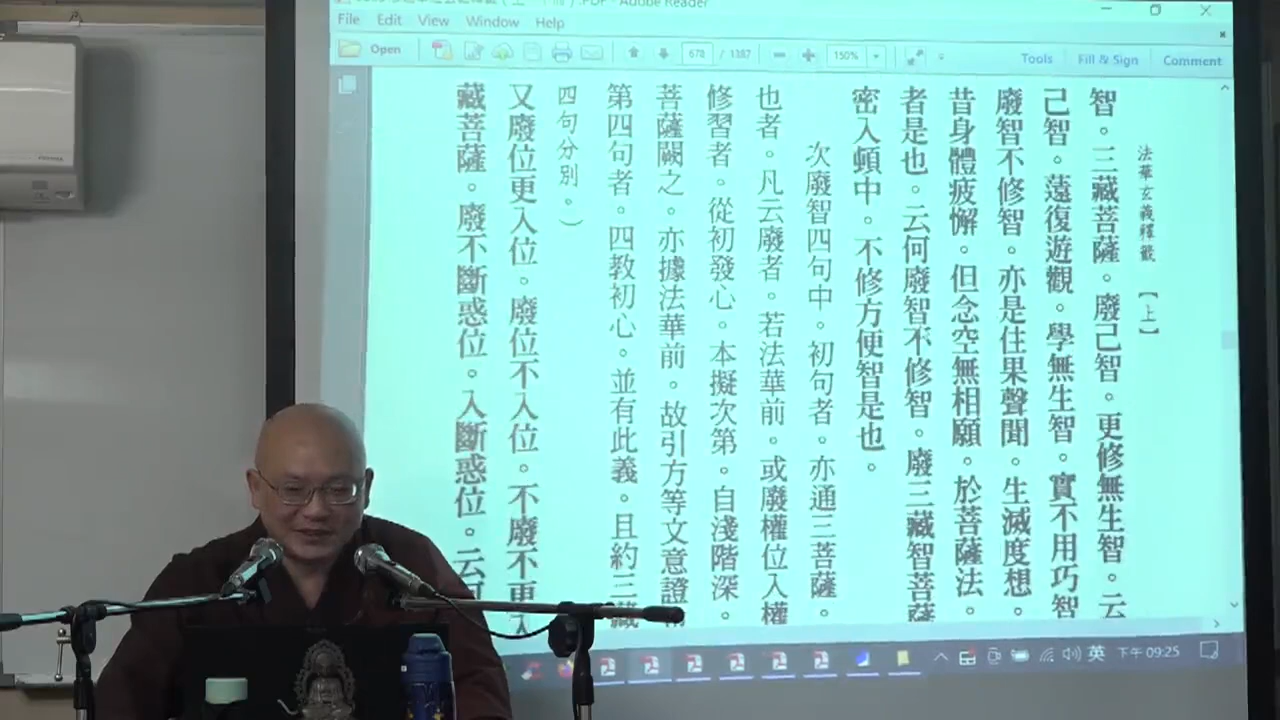 File Edit View Window Help
Open 678 / 1387 150% Tools Fill & Sign Comment
法華玄義釋籤【上】
智。三藏菩薩。廢己智。更修無生智。云
己智。遠復遊觀。學無生智。實不用巧智
廢智不修智。亦是住果聲聞。生滅度想。
昔身體疲懈。但念空無相願。於菩薩法。
者是也。云何廢智不修智。廢三藏智菩薩
密入頓中。不修方便智是也。
次廢智四句中。初句者。亦通三菩薩。
也者。凡云廢者。若法華前。或廢權位入權
修習者。從初發心。本擬次第。自淺階深。
菩薩闕之。亦據法華前。故引方等文意證
第四句者。四教初心。並有此義。且約三藏
四句分別。）
又廢位更入位。廢位不入位。不廢不更入
藏菩薩。廢不斷惑位。入斷惑位。云
英 下午 09:25